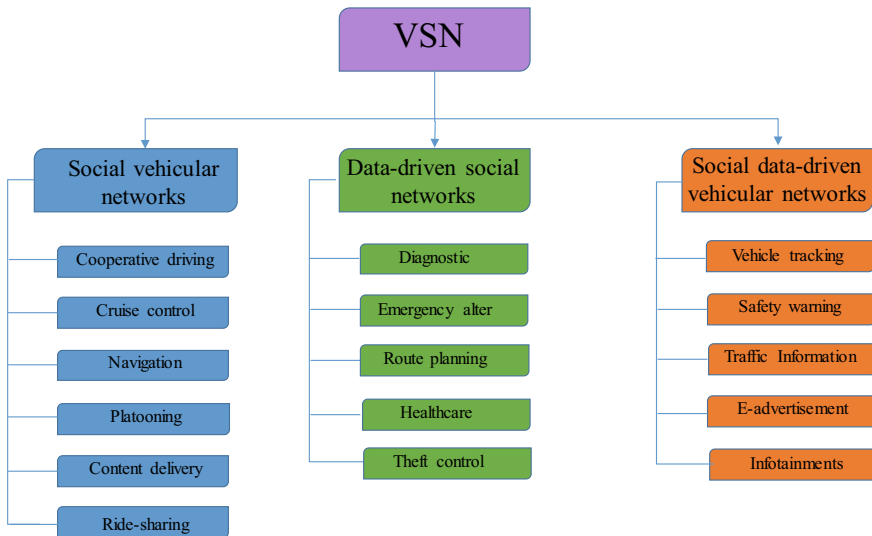 VSN
Social vehicular
networks
Cooperative driving
Cruise control
Navigation
Platooning
Content delivery
Ride-sharing
Data-driven social
networks
Diagnostic
Emergency alter
Route planning
Healthcare
Theft control
Social data-driven
vehicular networks
Vehicle tracking
Safety warning
Traffic Information
E-advertisement
Infotainments